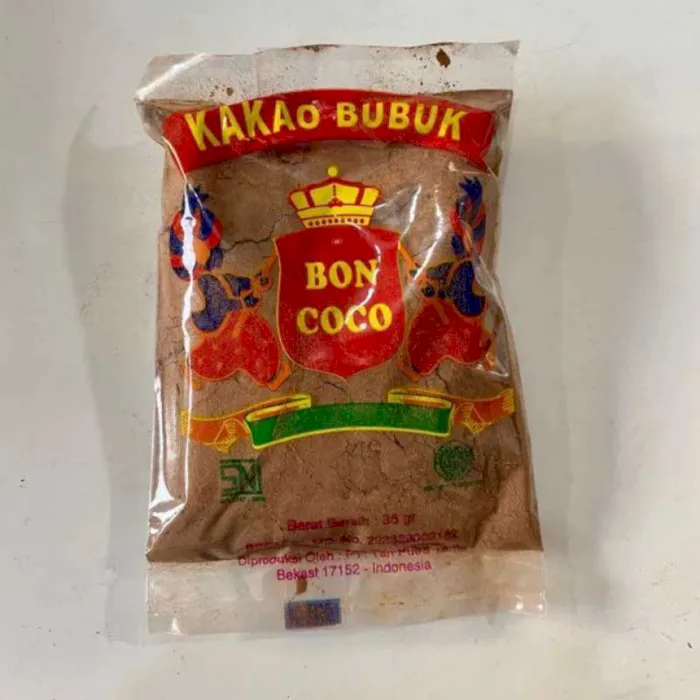 KAKAO BUBUK
BON
COCO
SNI
Berat Bersih : 35 gr
Diproduksi Oleh :
Bekasi 17152 - Indonesia